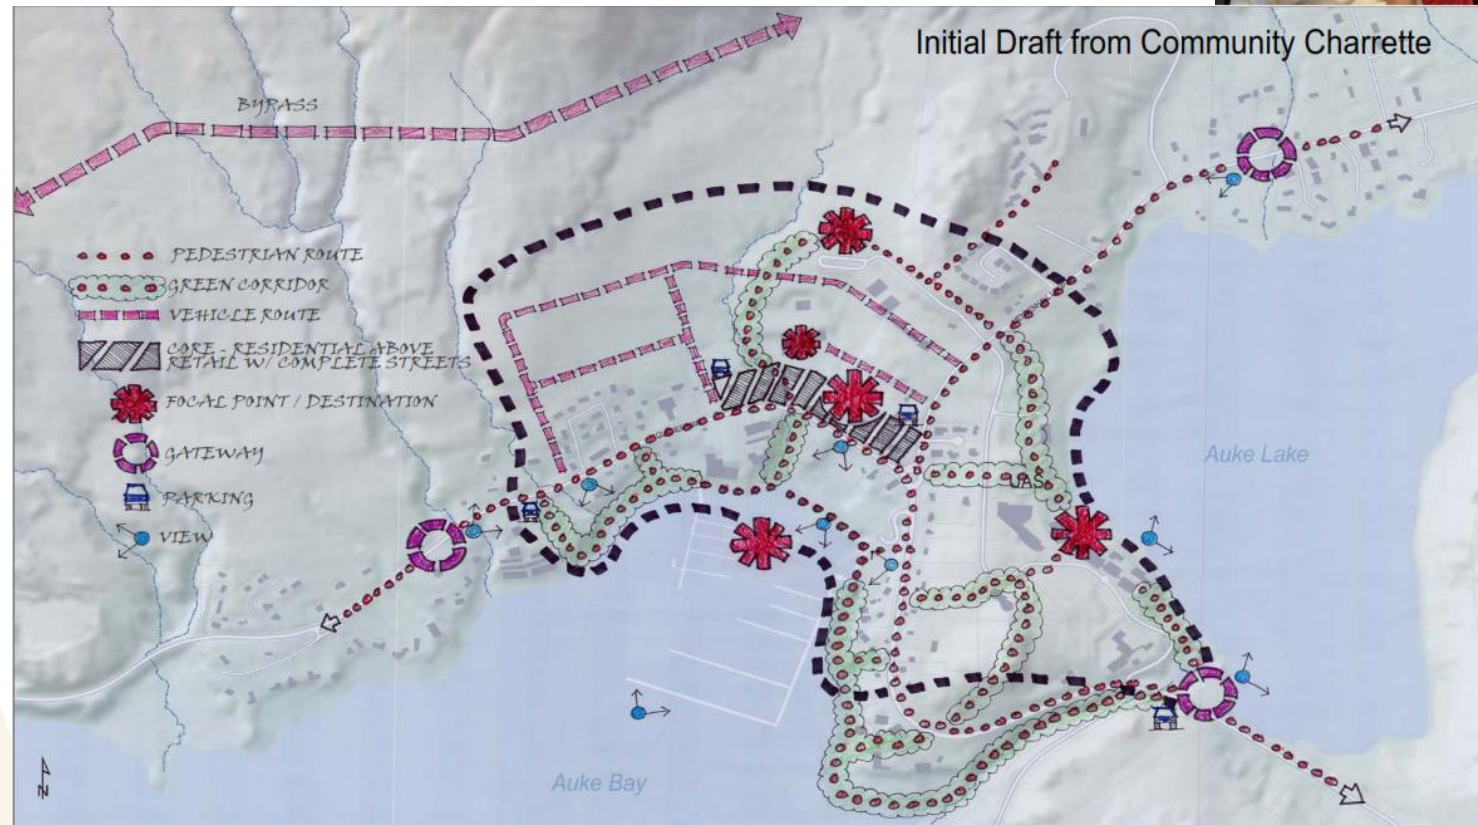 Initial Draft from Community Charrette
BYPASS
PEDESTRIAN ROUTE
GREEN CORRIDOR
VEHICLE ROUTE
CORE - RESIDENTIAL ABOVE
RETAIL W/ COMPLETE STREETS
FOCAL POINT / DESTINATION
GATEWAY
PARKING
VIEW
Auke Lake
UAS
Auke Bay
N